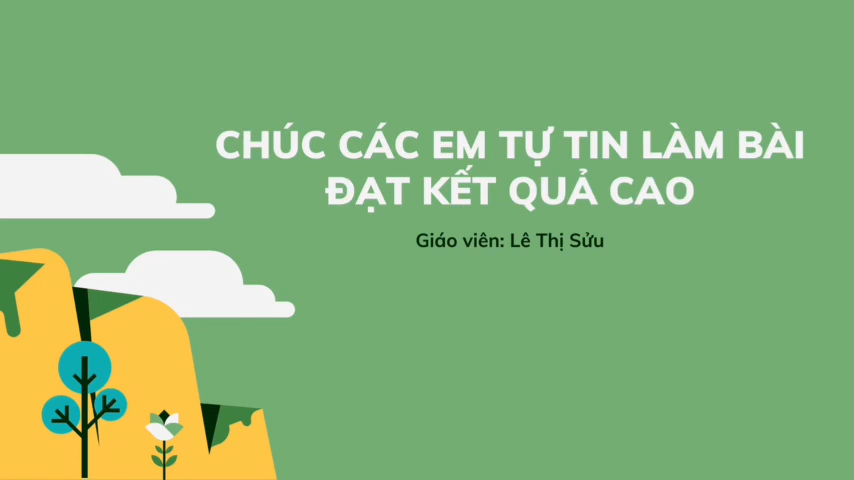 CHÚC CÁC EM TỰ TIN LÀM BÀI
ĐẠT KẾT QUẢ CAO
Giáo viên: Lê Thị Sửu